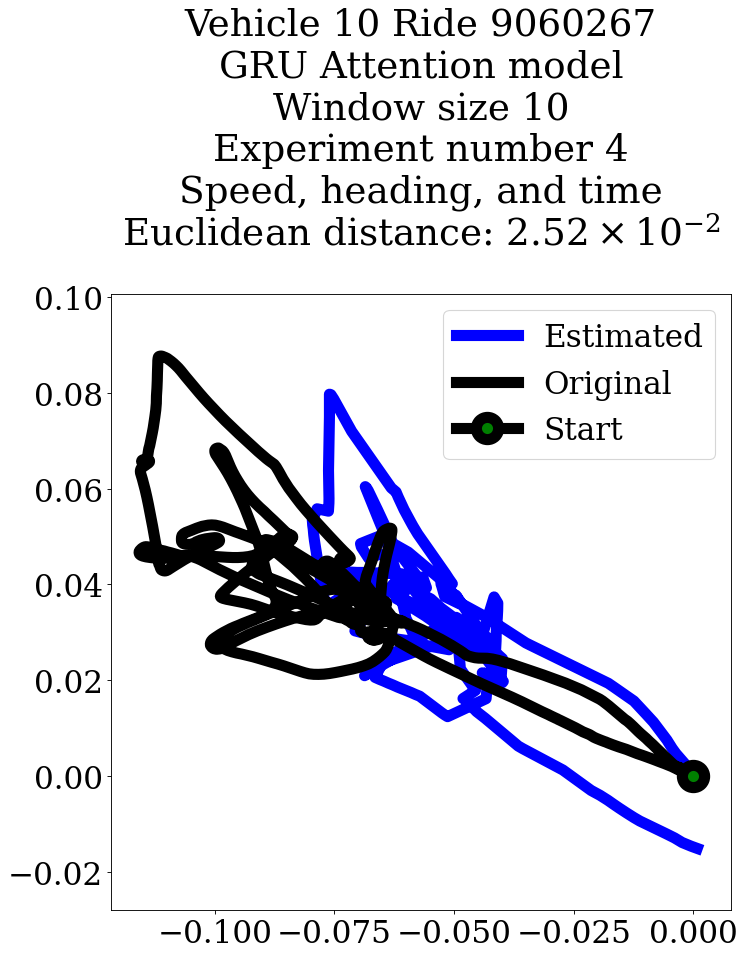 Vehicle 10 Ride 9060267
GRU Attention model
Window size 10
Experiment number 4
Speed, heading, and time
Euclidean distance: 2.52 × 10⁻²
Estimated
Original
Start
0.10
0.08
0.06
0.04
0.02
0.00
−0.02
−0.100 −0.075 −0.050 −0.025 0.000